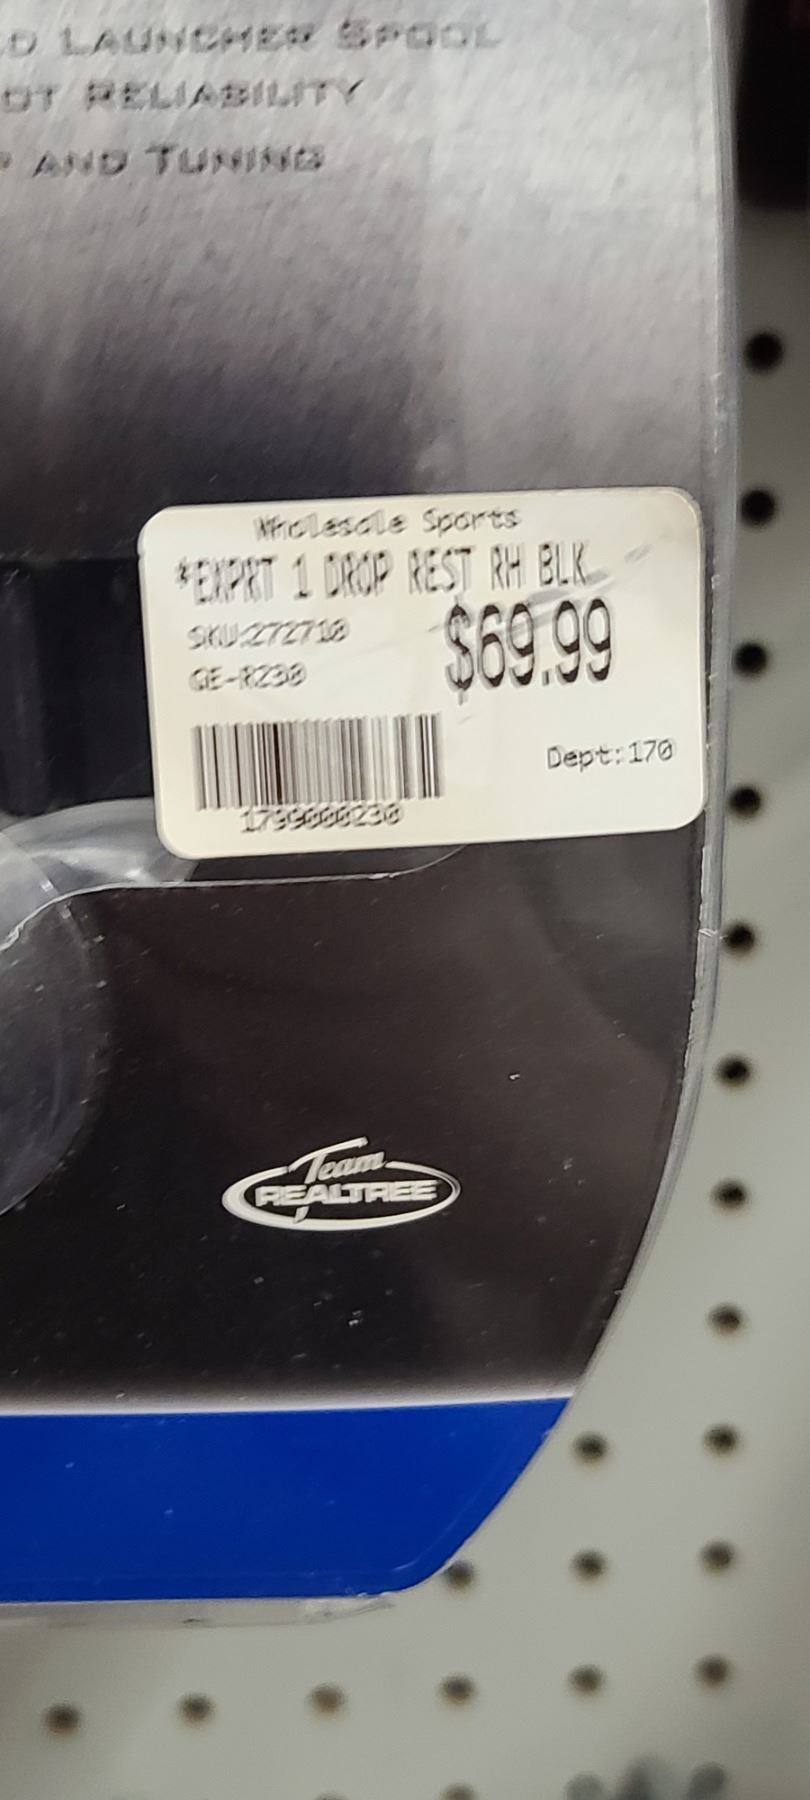 LAUNCHER SPOOL
RELIABILITY
AND TUNING
Wholesale Sports
*EXPRT 1 DROP REST RH BLK
SKU:272710
$69.99
GE-R230
Dept:170
1799000230
Team
REALTREE